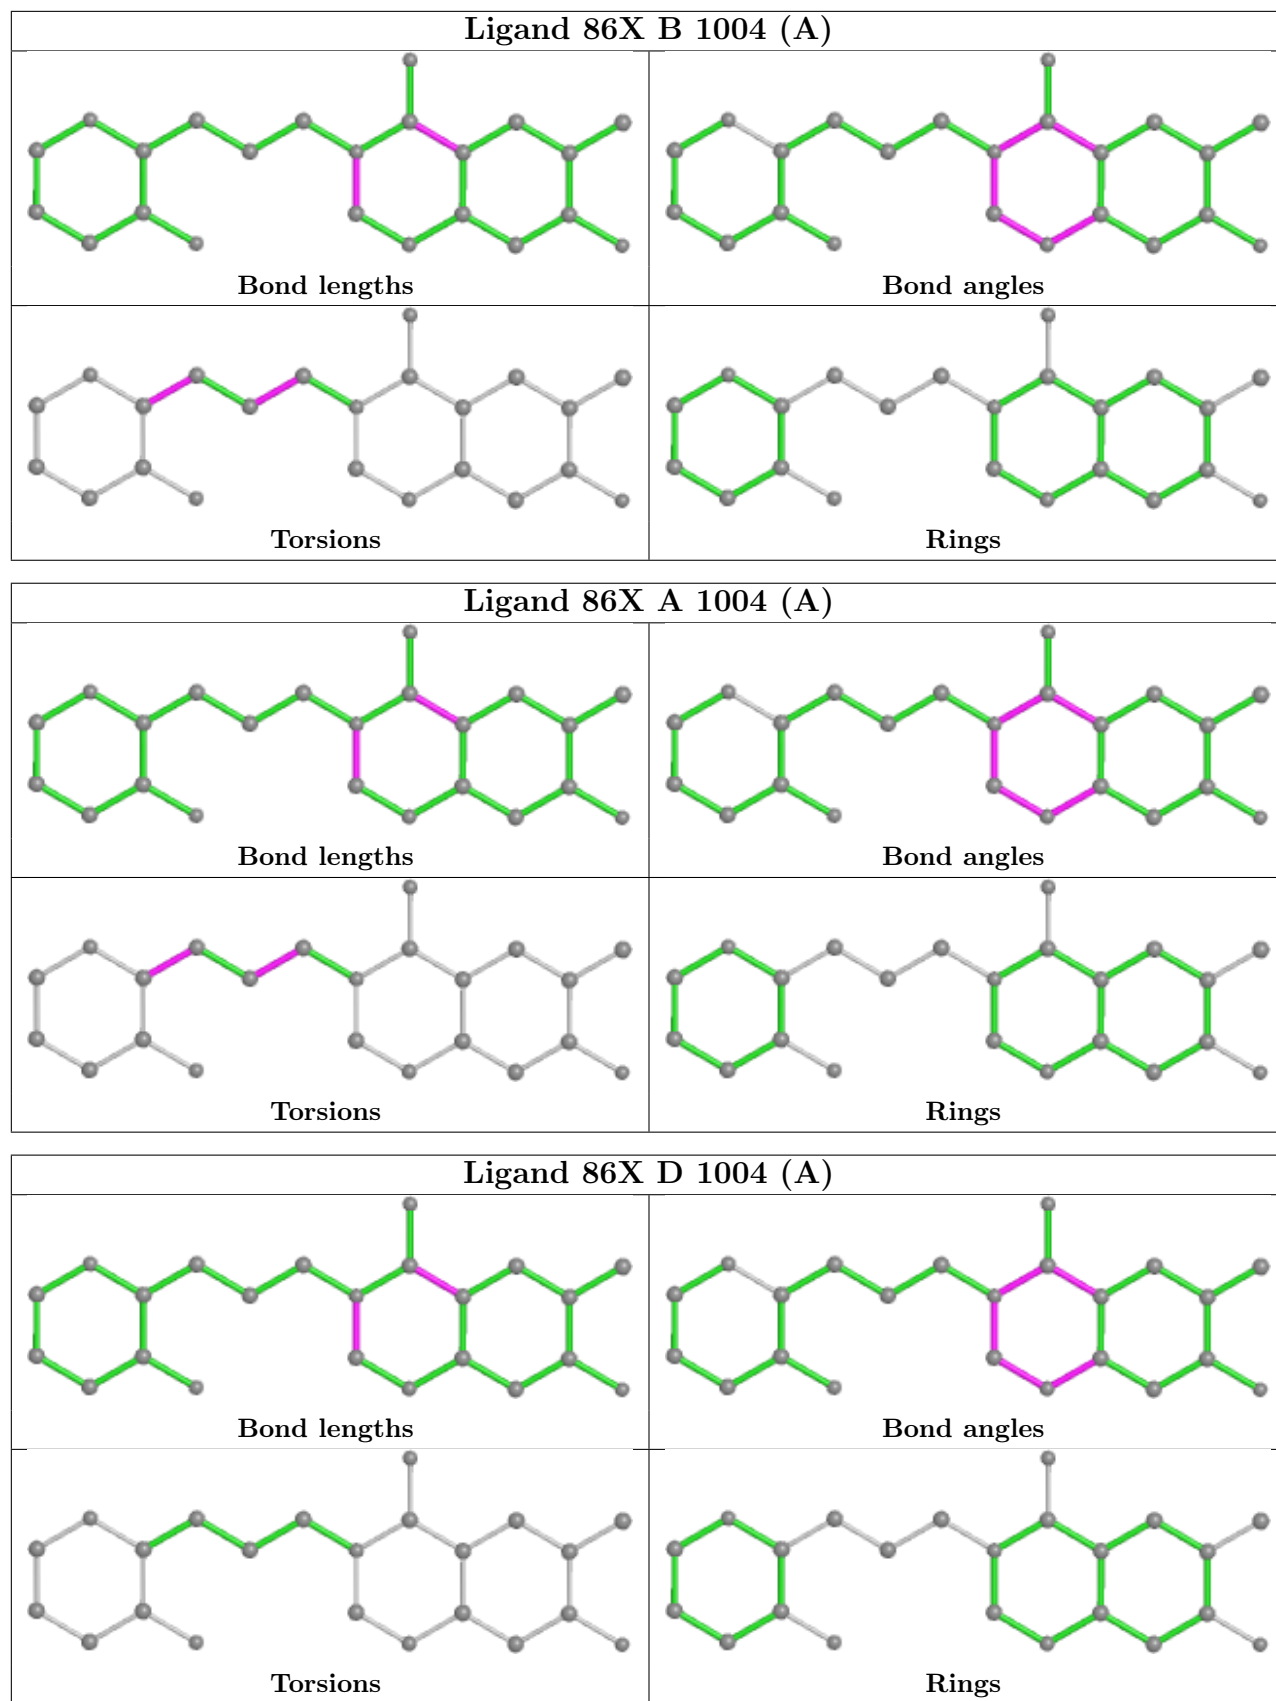 Ligand 86X B 1004 (A)
Bond lengths
Bond angles
Torsions
Rings
Ligand 86X A 1004 (A)
Bond lengths
Bond angles
Torsions
Rings
Ligand 86X D 1004 (A)
Bond lengths
Bond angles
Torsions
Rings